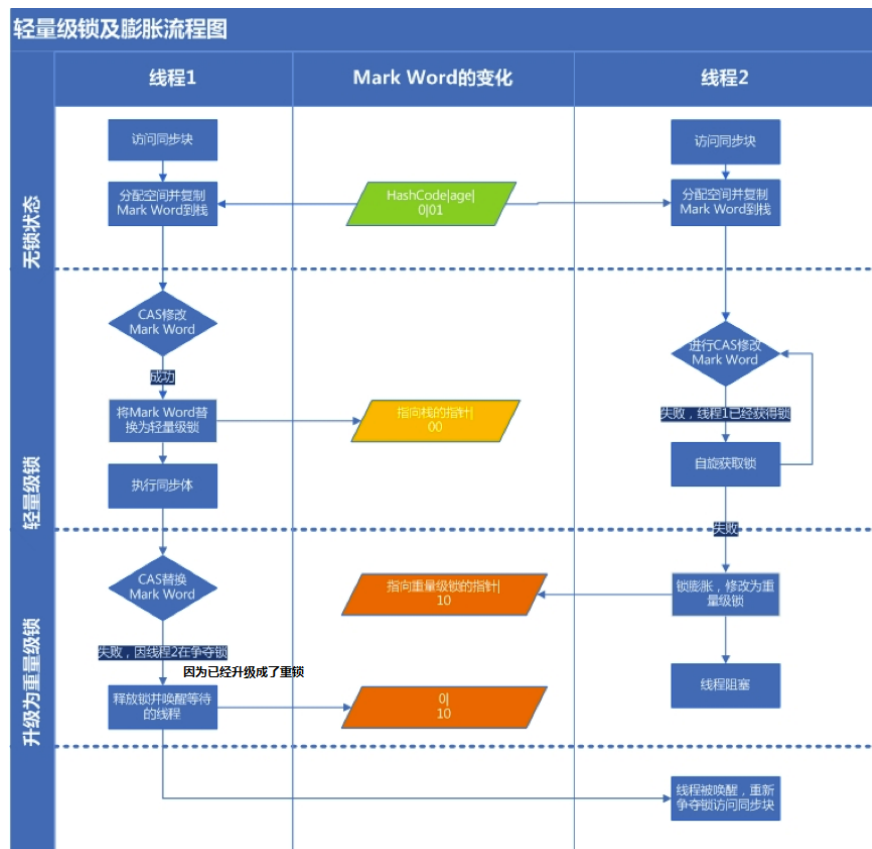 轻量级锁及膨胀流程图
线程1
Mark Word的变化
线程2
无锁状态
访问同步块
访问同步块
分配空间并复制
Mark Word到栈
HashCode|age|
0|01
分配空间并复制
Mark Word到栈
轻量级锁
CAS修改
Mark Word
进行CAS修改
Mark Word
成功
将Mark Word替
换为轻量级锁
指向栈的指针|
00
失败，线程1已经获得锁
自旋获取锁
执行同步体
失败
升级为重量级锁
CAS替换
Mark Word
指向重量级锁的指针|
10
锁膨胀，修改为重
量级锁
失败，因线程2在争夺锁
因为已经升级成了重锁
释放锁并唤醒等待
的线程
0|
10
线程阻塞
线程被唤醒，重新
争夺锁访问同步块